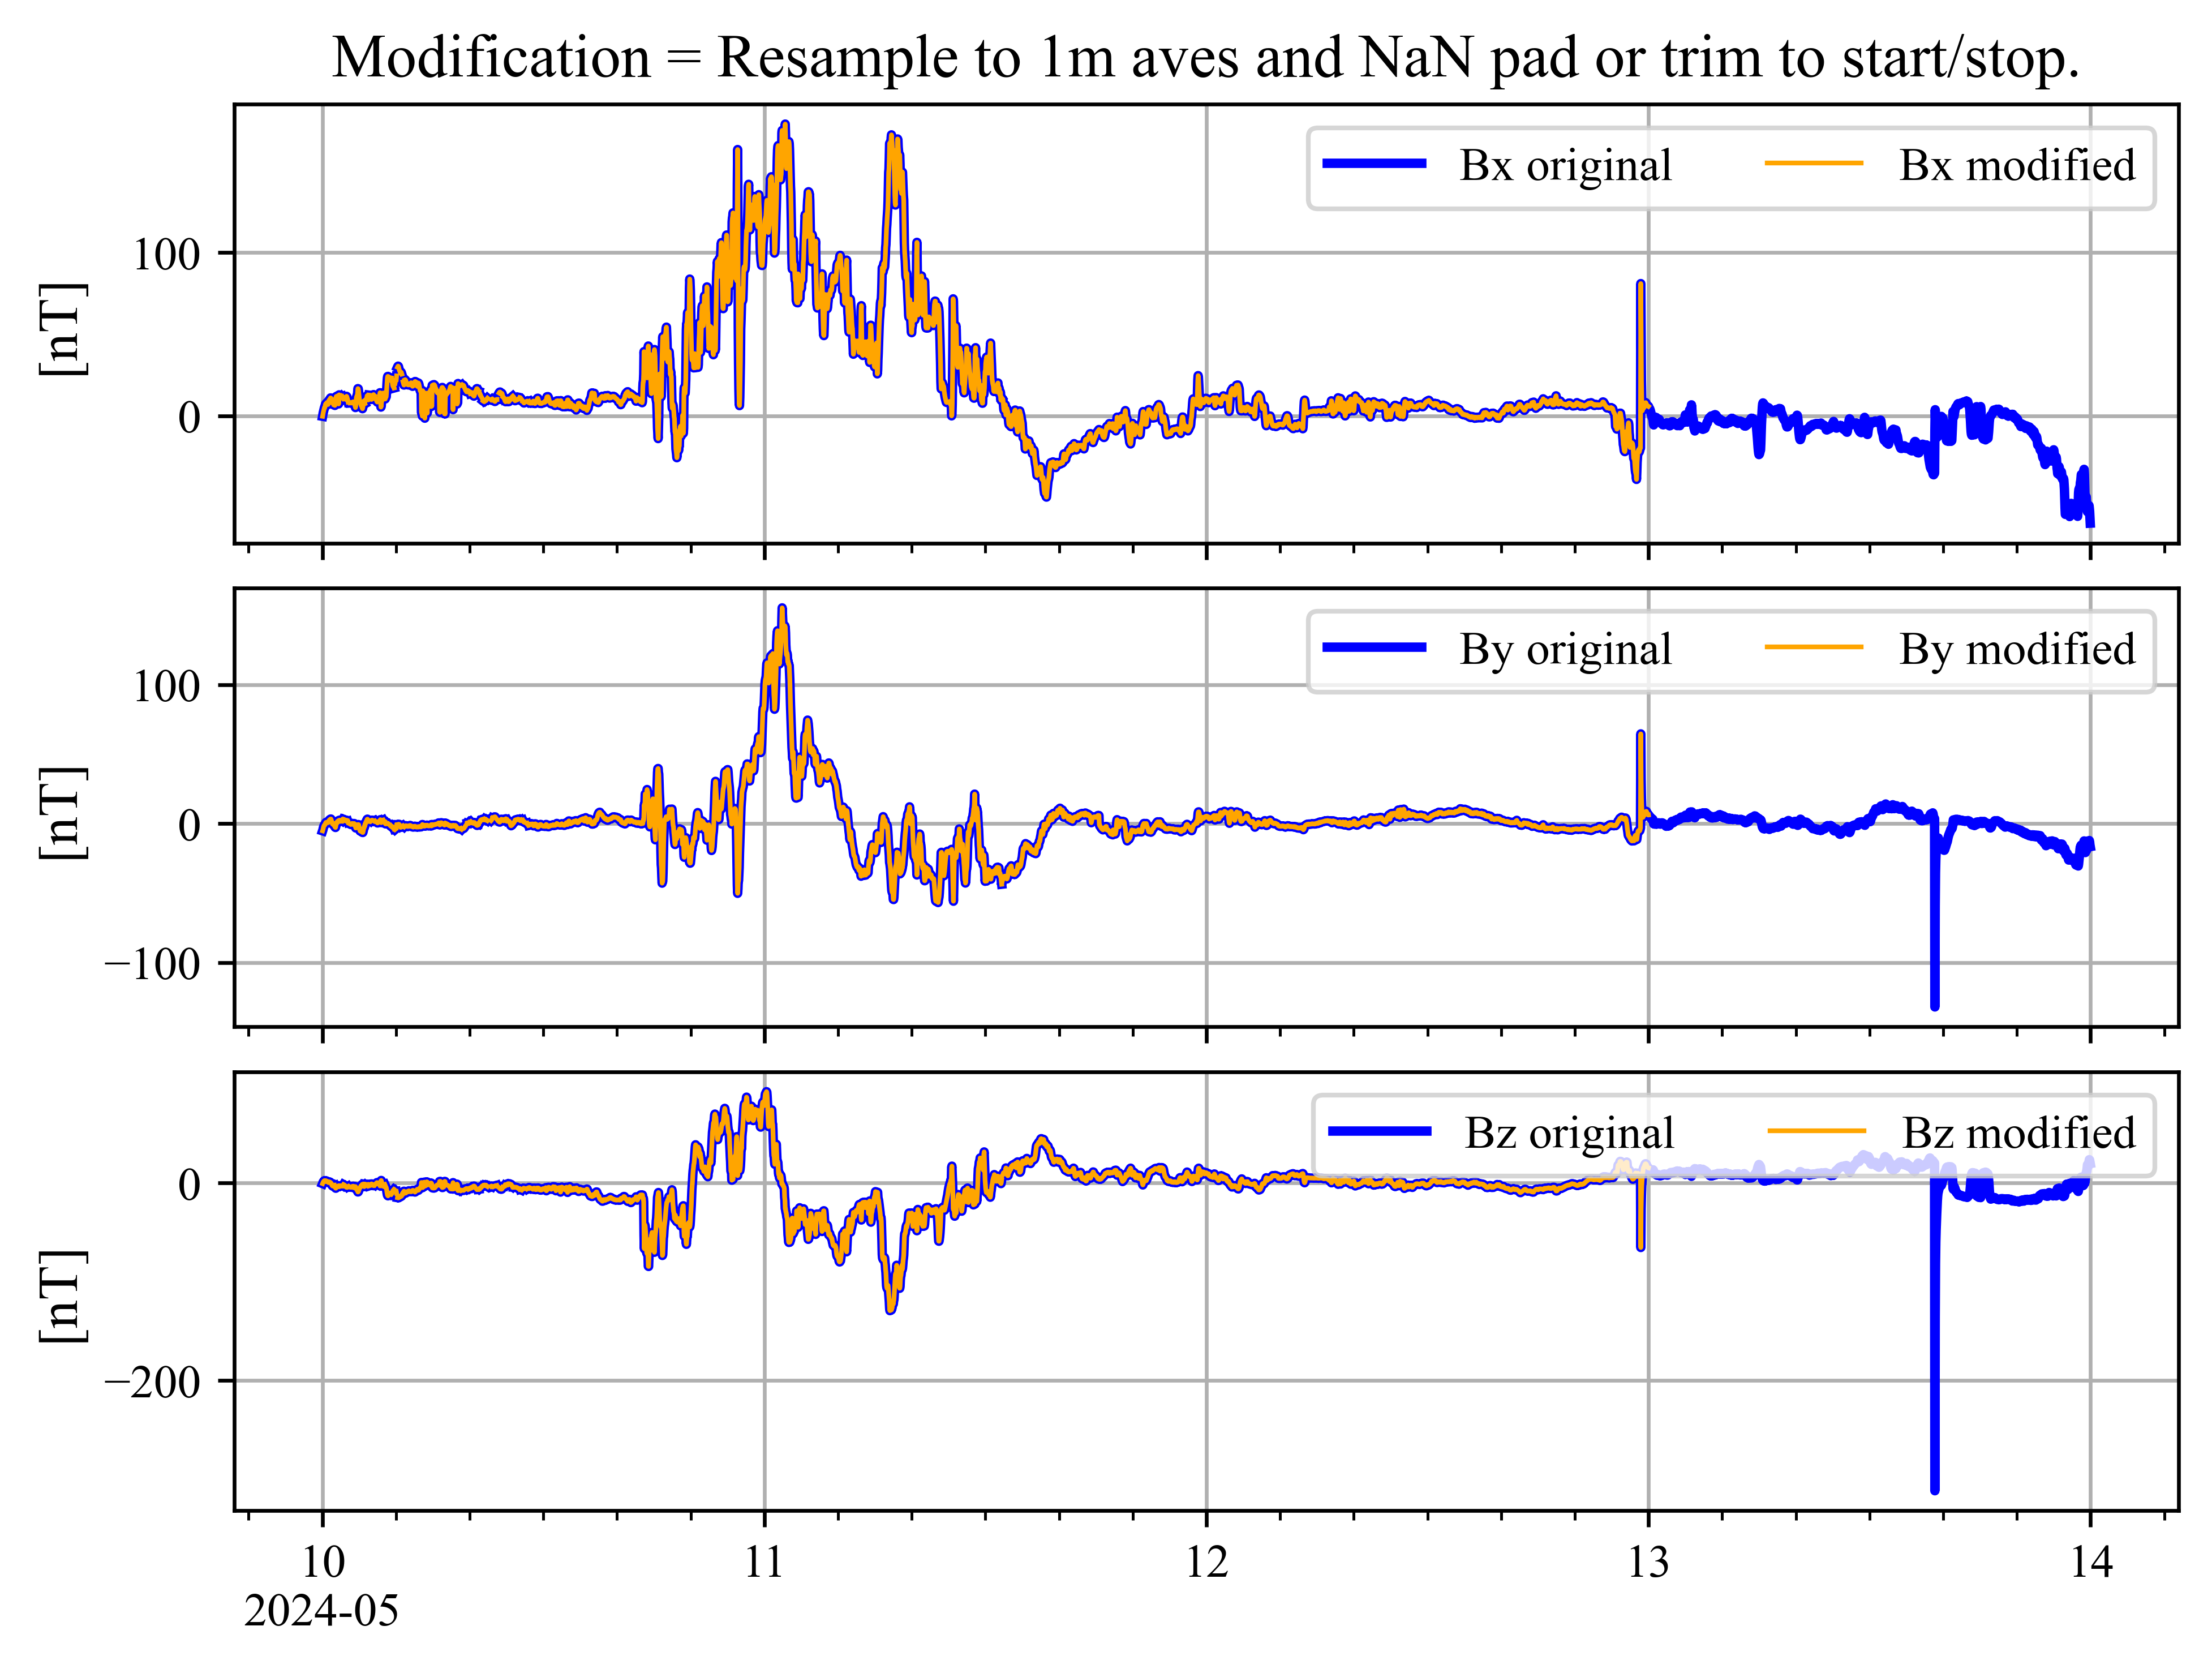 Modification = Resample to 1m aves and NaN pad or trim to start/stop.
Bx original Bx modified
100
[nT]
0
By original By modified
100
[nT]
0
−100
Bz original Bz modified
0
[nT]
−200
10 11 12 13 14
2024-05